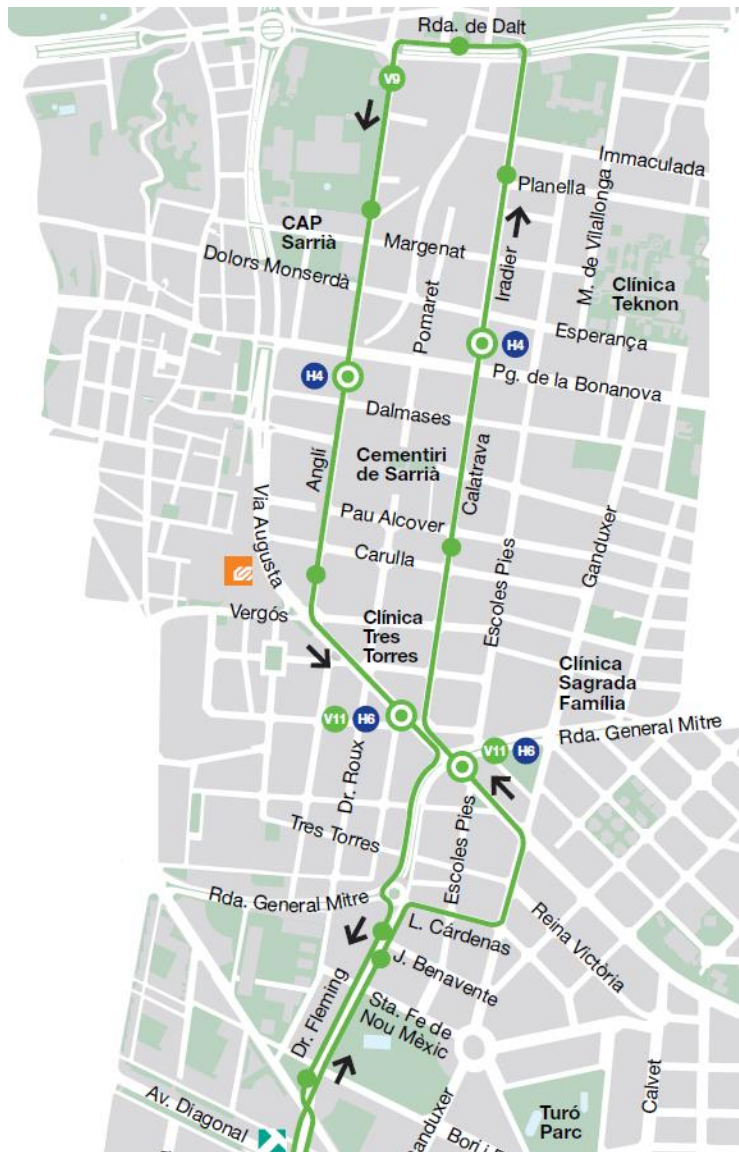 Rda. de Dalt
V9
Immaculada
Planella
CAP
Sarrià
Margenat
Dolors Monserdà
Iradier
M. de Vilallonga
Clínica
Teknon
Pomaret
Esperança
H4
H4
Pg. de la Bonanova
Dalmases
Anglí
Cementiri
de Sarrià
Calatrava
Via Augusta
Pau Alcover
Carulla
Escoles Pies
Ganduxer
Vergós
Clínica
Tres
Torres
Clínica
Sagrada
Família
V11 H6
Rda. General Mitre
V11 H6
Dr. Roux
Escoles Pies
Tres Torres
Rda. General Mitre
L. Cárdenas
Reina Victòria
J. Benavente
Dr. Fleming
Sta. Fe de
Nou Mèxic
Av. Diagonal
Turó
Parc
Calvet
Bori i